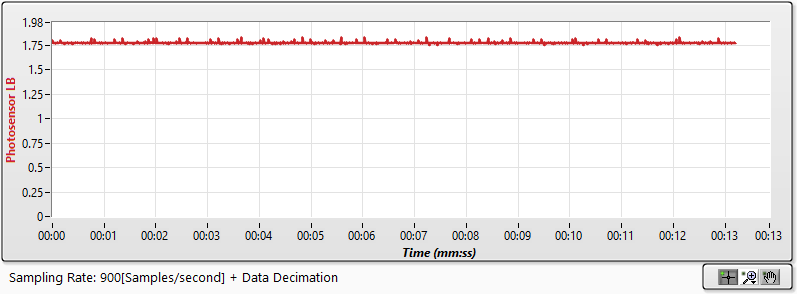 Photosensor LB
1.98
1.75
1.5
1.25
1
0.75
0.5
0.25
0
00:00 00:01 00:02 00:03 00:04 00:05 00:06 00:07 00:08 00:09 00:10 00:11 00:12 00:13 00:13
Time (mm:ss)
Sampling Rate: 900[Samples/second] + Data Decimation